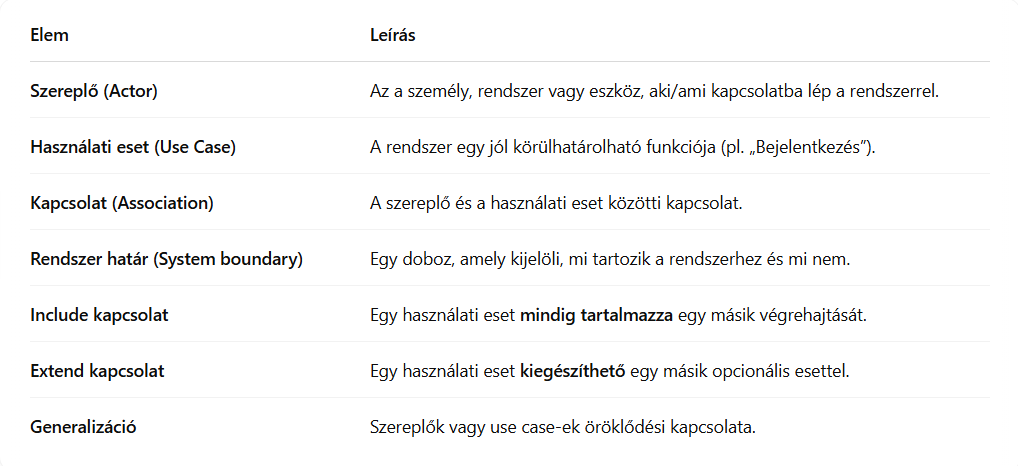 Elem Leírás
Szereplő (Actor) Az a személy, rendszer vagy eszköz, aki/ami kapcsolatba lép a rendszerrel.
Használati eset (Use Case) A rendszer egy jól körülhatárolható funkciója (pl. „Bejelentkezés”).
Kapcsolat (Association) A szereplő és a használati eset közötti kapcsolat.
Rendszer határ (System boundary) Egy doboz, amely kijelöli, mi tartozik a rendszerhez és mi nem.
Include kapcsolat Egy használati eset mindig tartalmazza egy másik végrehajtását.
Extend kapcsolat Egy használati eset kiegészíthető egy másik opcionális esettel.
Generalizáció Szereplők vagy use case-ek öröklődési kapcsolata.